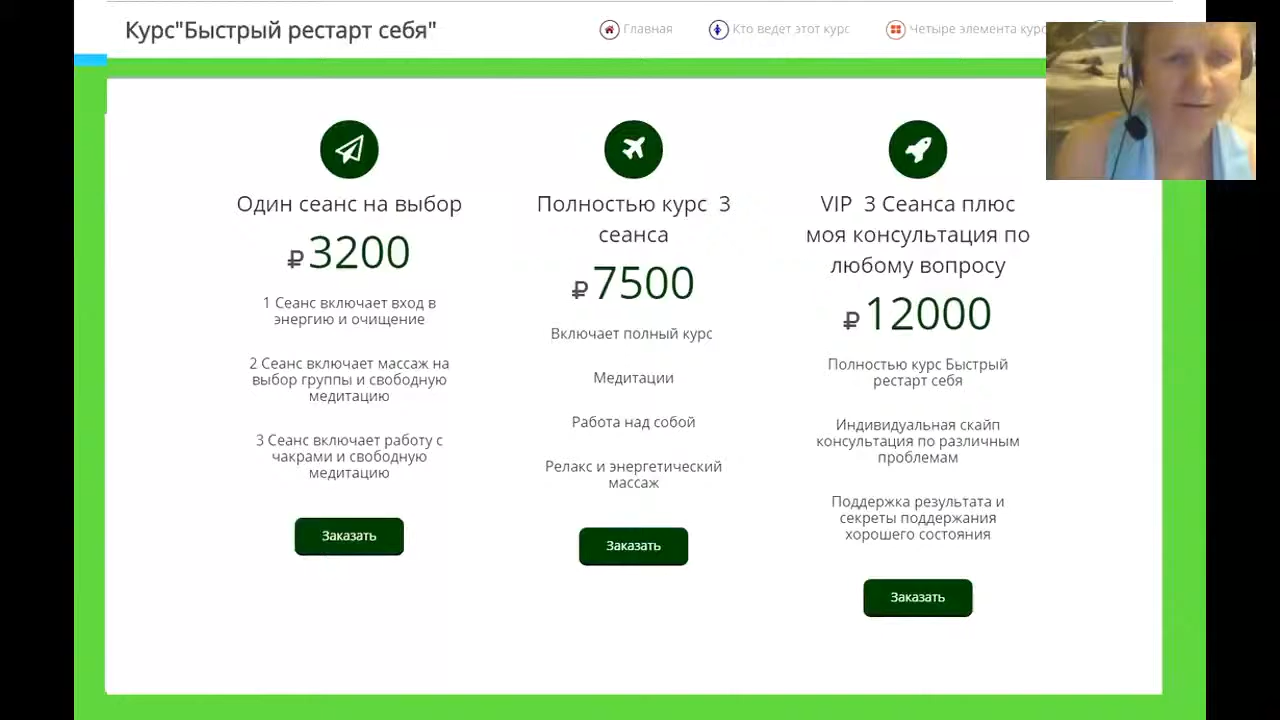 Курс"Быстрый рестарт себя"
Главная
Кто ведет этот курс
Четыре элемента курс
Один сеанс на выбор
₽3200
1 Сеанс включает вход в
энергию и очищение
2 Сеанс включает массаж на
выбор группы и свободную
медитацию
3 Сеанс включает работу с
чакрами и свободную
медитацию
Заказать
Полностью курс 3
сеанса
₽7500
Включает полный курс
Медитации
Работа над собой
Релакс и энергетический
массаж
Заказать
VIP 3 Сеанса плюс
моя консультация по
любому вопросу
₽12000
Полностью курс Быстрый
рестарт себя
Индивидуальная скайп
консультация по различным
проблемам
Поддержка результата и
секреты поддержания
хорошего состояния
Заказать